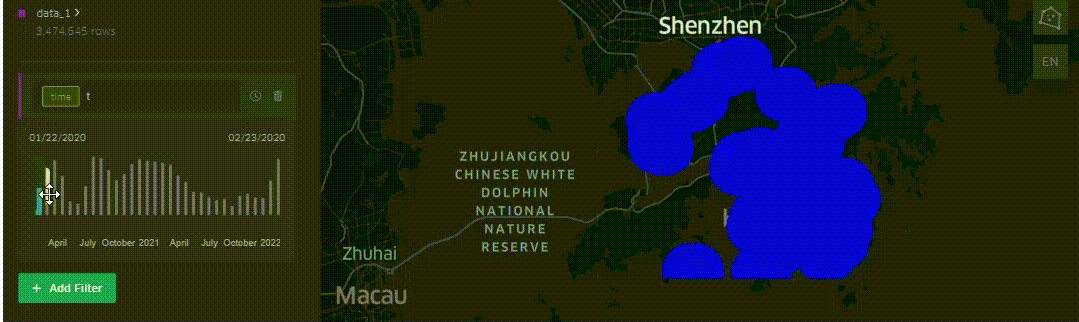 data_1
3,474,645 rows
time t
01/22/2020 02/23/2020
April July October 2021 April July October 2022
+ Add Filter
Shenzhen
EN
ZHUJIANGKOU
CHINESE WHITE
DOLPHIN
NATIONAL
NATURE
RESERVE
Zhuhai
Macau